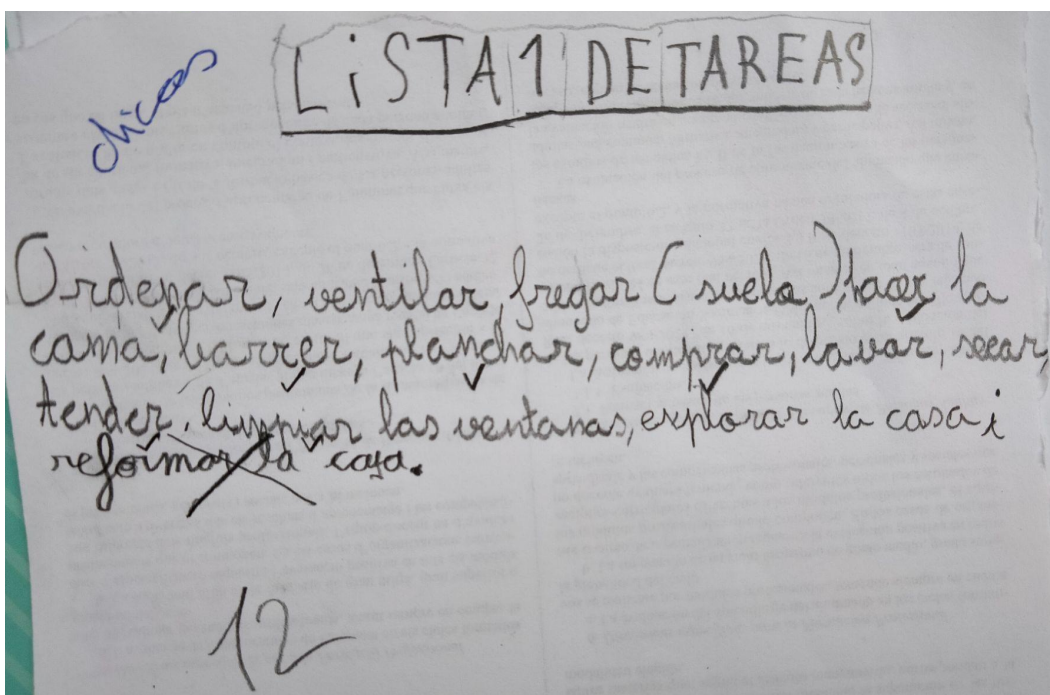 chicas
LiSTA 1 DE TAREAS
Ordenar, ventilar, fregar (suelo), hacer la
cama, barrer, planchar, comprar, lavar, secar,
tender, limpiar las ventanas, explorar la casa i
reformar la casa.
12